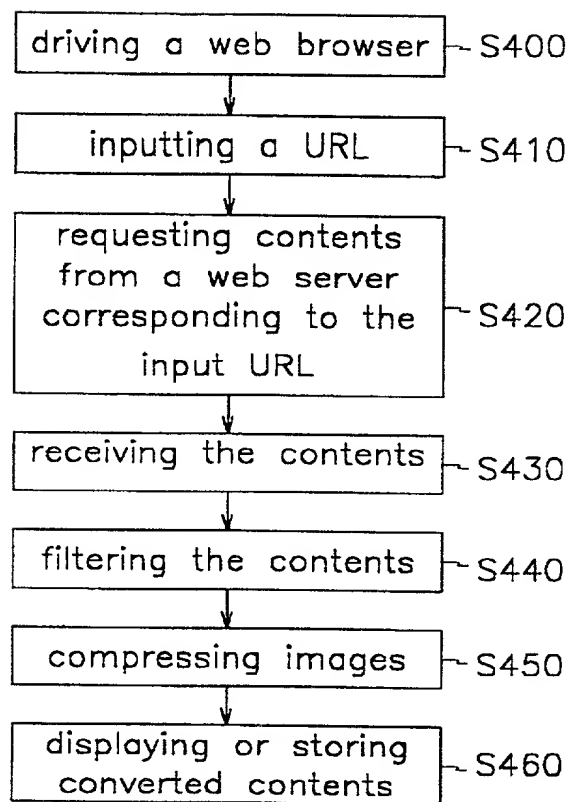 driving a web browser S400
inputting a URL S410
requesting contents
from a web server
corresponding to the S420
input URL
receiving the contents S430
filtering the contents S440
compressing images S450
displaying or storing S460
converted contents